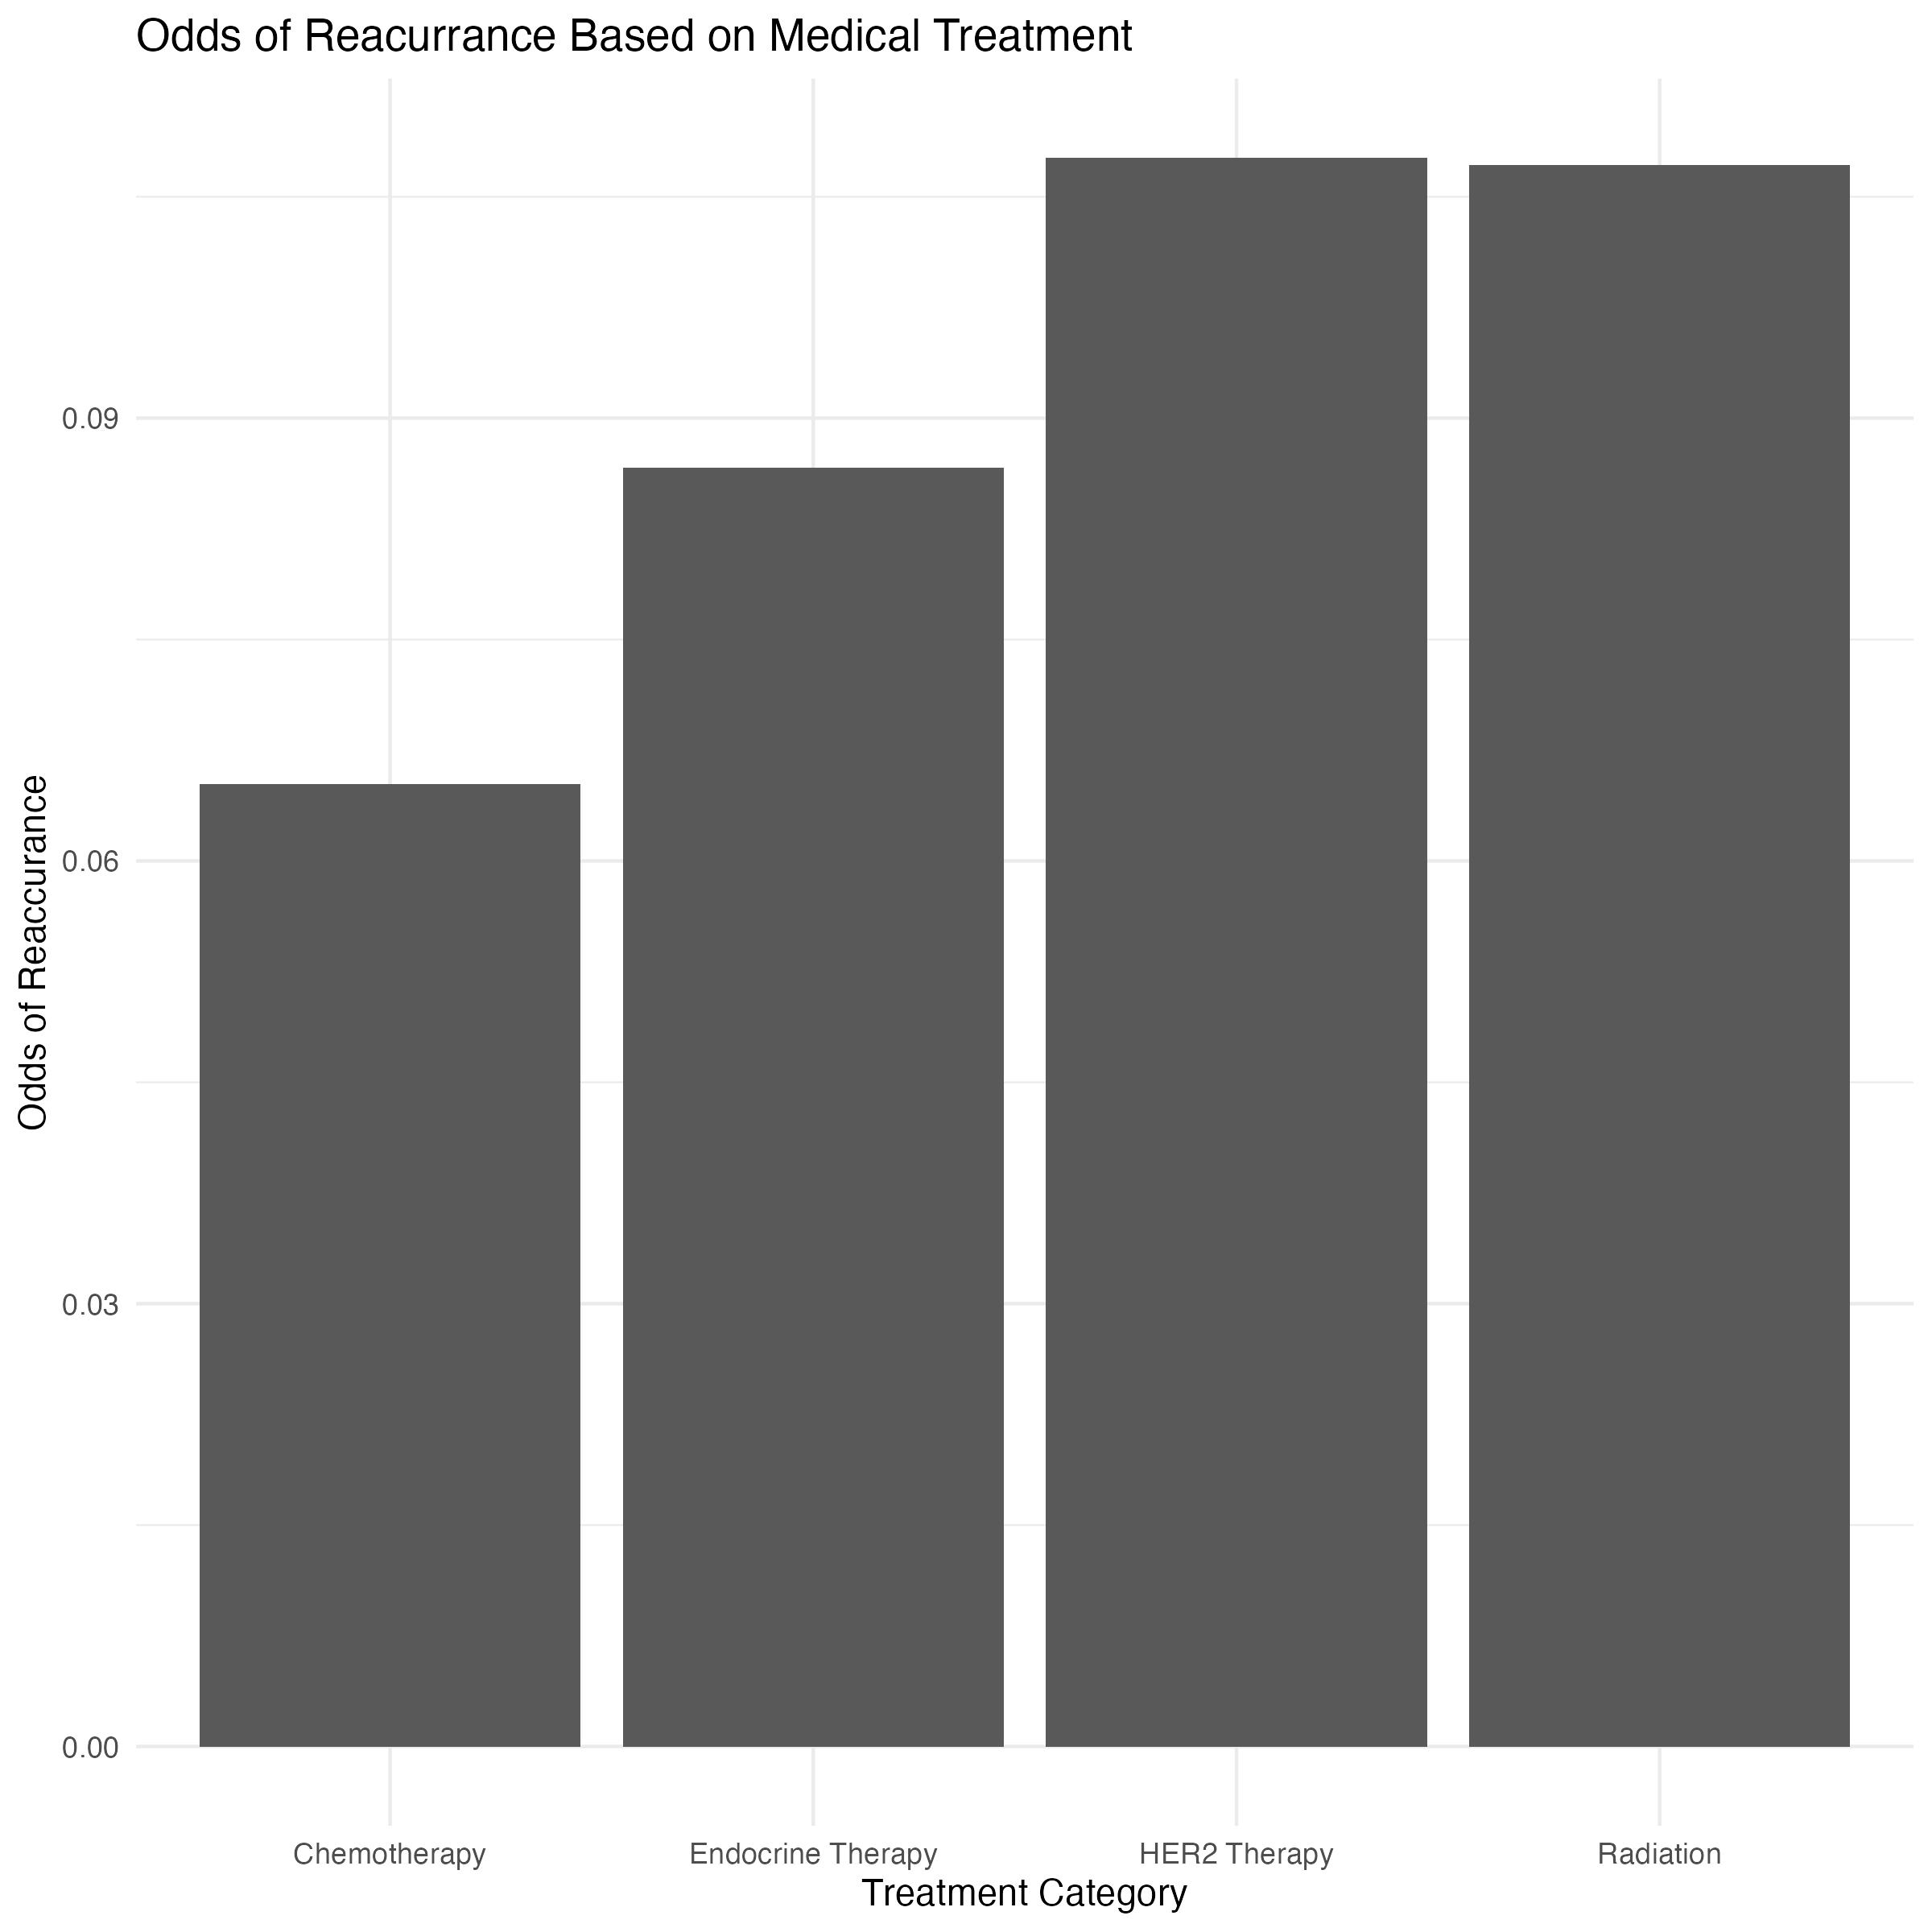 Odds of Reacurrance Based on Medical Treatment
Odds of Reaccurance
0.09
0.06
0.03
0.00
Chemotherapy
Endocrine Therapy
HER2 Therapy
Radiation
Treatment Category